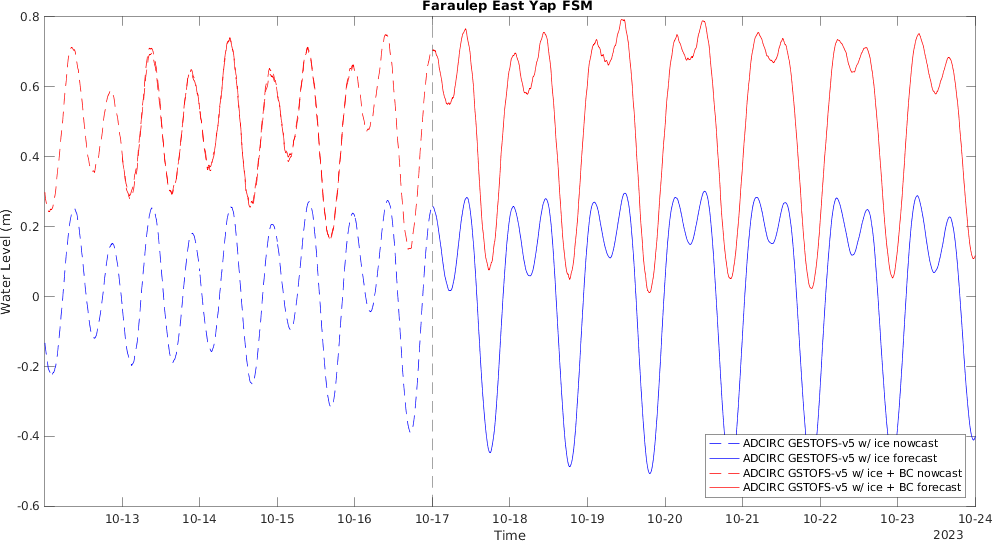 Faraulep East Yap FSM
Water Level (m)
0.8
0.6
0.4
0.2
0
-0.2
-0.4
-0.6
ADCIRC GESTOFS-v5 w/ ice nowcast
ADCIRC GESTOFS-v5 w/ ice forecast
ADCIRC GSTOFS-v5 w/ ice + BC nowcast
ADCIRC GSTOFS-v5 w/ ice + BC forecast
10-13 10-14 10-15 10-16 10-17 10-18 10-19 10-20 10-21 10-22 10-23 10-24
Time
2023